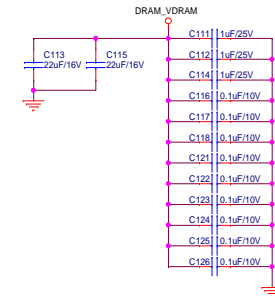 DRAM_VDRAM
C111 1uF/25V
C113 22uF/16V
C115 22uF/16V
C112 1uF/25V
C114 1uF/25V
C116 0.1uF/10V
C117 0.1uF/10V
C118 0.1uF/10V
C121 0.1uF/10V
C122 0.1uF/10V
C123 0.1uF/10V
C124 0.1uF/10V
C125 0.1uF/10V
C126 0.1uF/10V